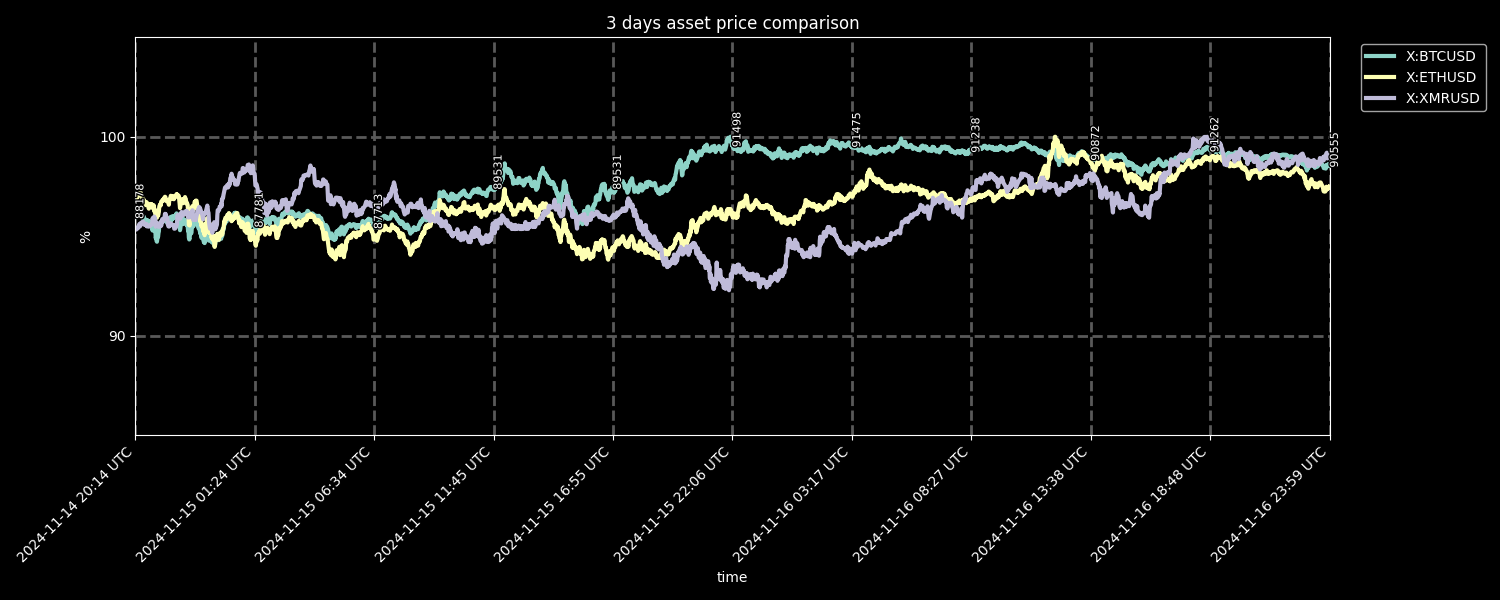 3 days asset price comparison
X:BTCUSD
X:ETHUSD
X:XMRUSD
100
90
%
87781
87713
89531
89531
91498
91475
91238
90872
91262
90555
2024-11-14 20:14 UTC
2024-11-15 01:24 UTC
2024-11-15 06:34 UTC
2024-11-15 11:45 UTC
2024-11-15 16:55 UTC
2024-11-15 22:06 UTC
2024-11-16 03:17 UTC
2024-11-16 08:27 UTC
2024-11-16 13:38 UTC
2024-11-16 18:48 UTC
2024-11-16 23:59 UTC
time